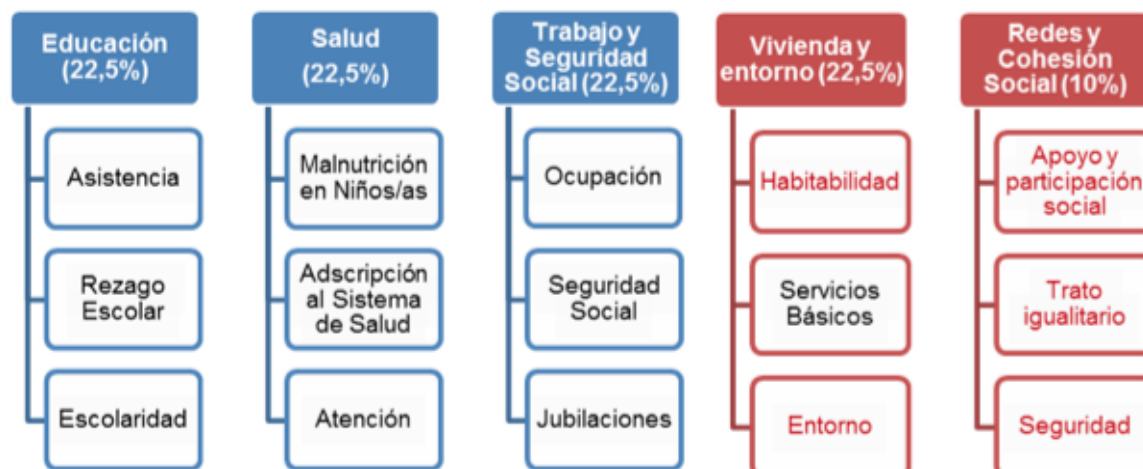 Educación
(22,5%)
Asistencia
Rezago
Escolar
Escolaridad
Salud
(22,5%)
Malnutrición
en Niños/as
Adscripción
al Sistema
de Salud
Atención
Trabajo y
Seguridad
Social (22,5%)
Ocupación
Seguridad
Social
Jubilaciones
Vivienda y
entorno (22,5%)
Habitabilidad
Servicios
Básicos
Entorno
Redes y
Cohesión
Social (10%)
Apoyo y
participación
social
Trato
igualitario
Seguridad